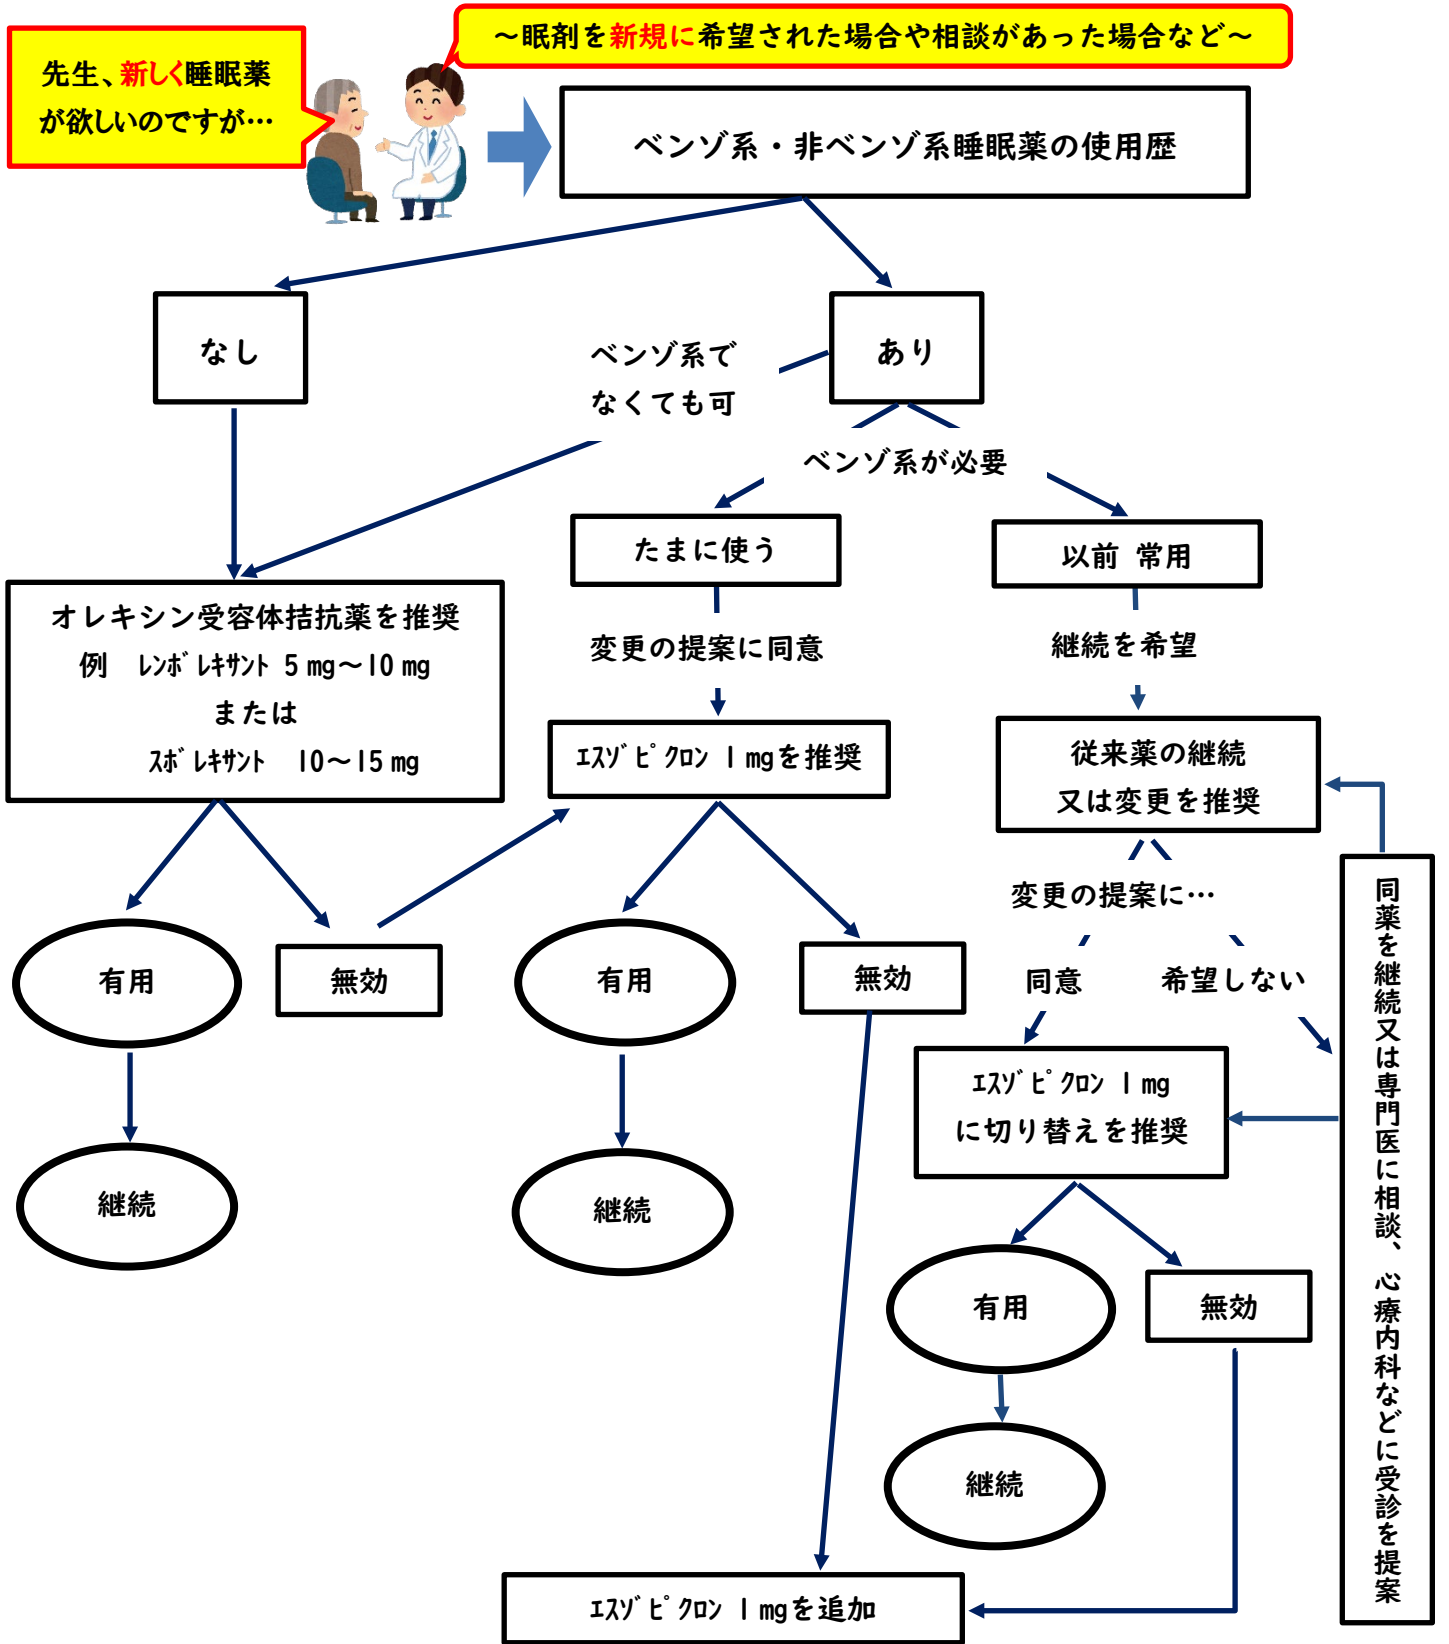 ～眠剤を新規に希望された場合や相談があった場合など～
先生、新しく睡眠薬
が欲しいのですが…
ベンゾ系・非ベンゾ系睡眠薬の使用歴
なし
あり
ベンゾ系で
なくても可
ベンゾ系が必要
たまに使う
以前 常用
オレキシン受容体拮抗薬を推奨
例 ﾚﾝﾎﾞﾚｷｻﾝﾄ 5mg～10mg
または
ｽﾎﾞﾚｷｻﾝﾄ 10～15mg
変更の提案に同意
継続を希望
ｴｽｿﾞﾋﾟｸﾛﾝ 1mgを推奨
従来薬の継続
又は変更を推奨
変更の提案に…
同意
希望しない
有用
無効
有用
無効
同薬を継続又は専門医に相談、心療内科などに受診を提案
ｴｽｿﾞﾋﾟｸﾛﾝ 1mg
に切り替えを推奨
継続
継続
有用
無効
継続
ｴｽｿﾞﾋﾟｸﾛﾝ 1mgを追加